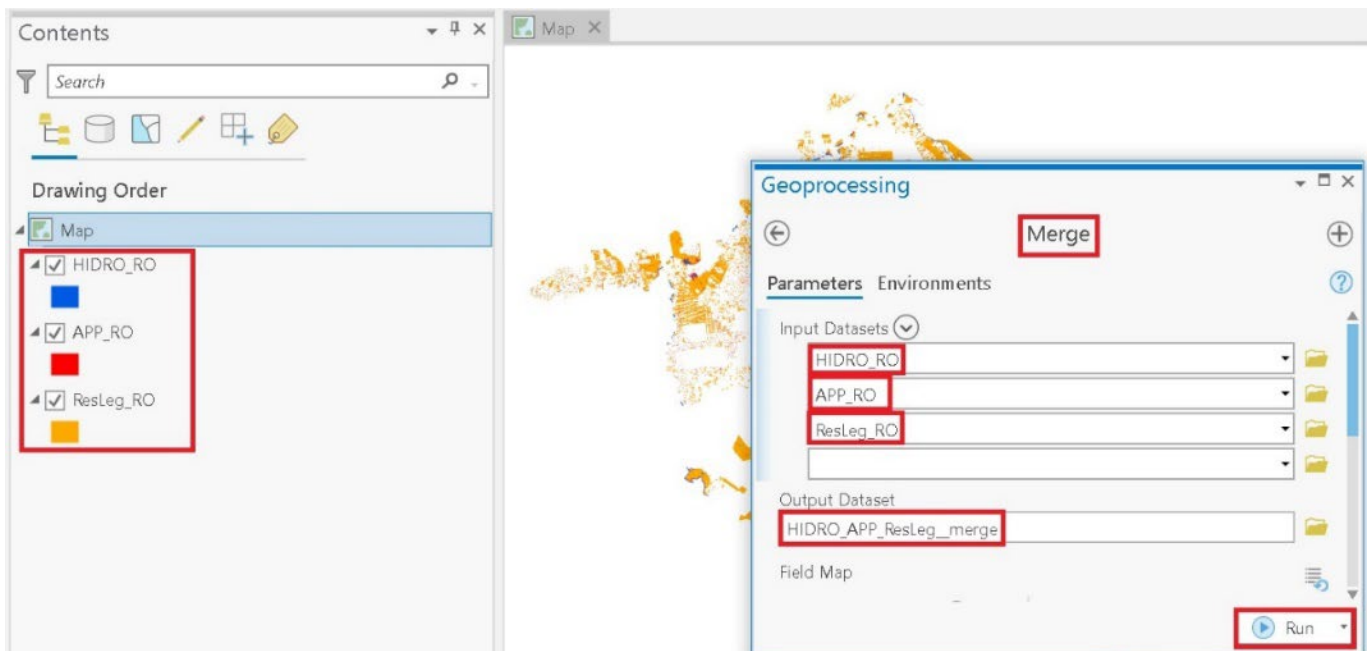 Contents
Search
Drawing Order
Map
HIDRO_RO
APP_RO
ResLeg_RO
Map
Geoprocessing
Merge
Parameters Environments
Input Datasets
HIDRO_RO
APP_RO
ResLeg_RO
Output Dataset
HIDRO_APP_ResLeg__merge
Field Map
Run